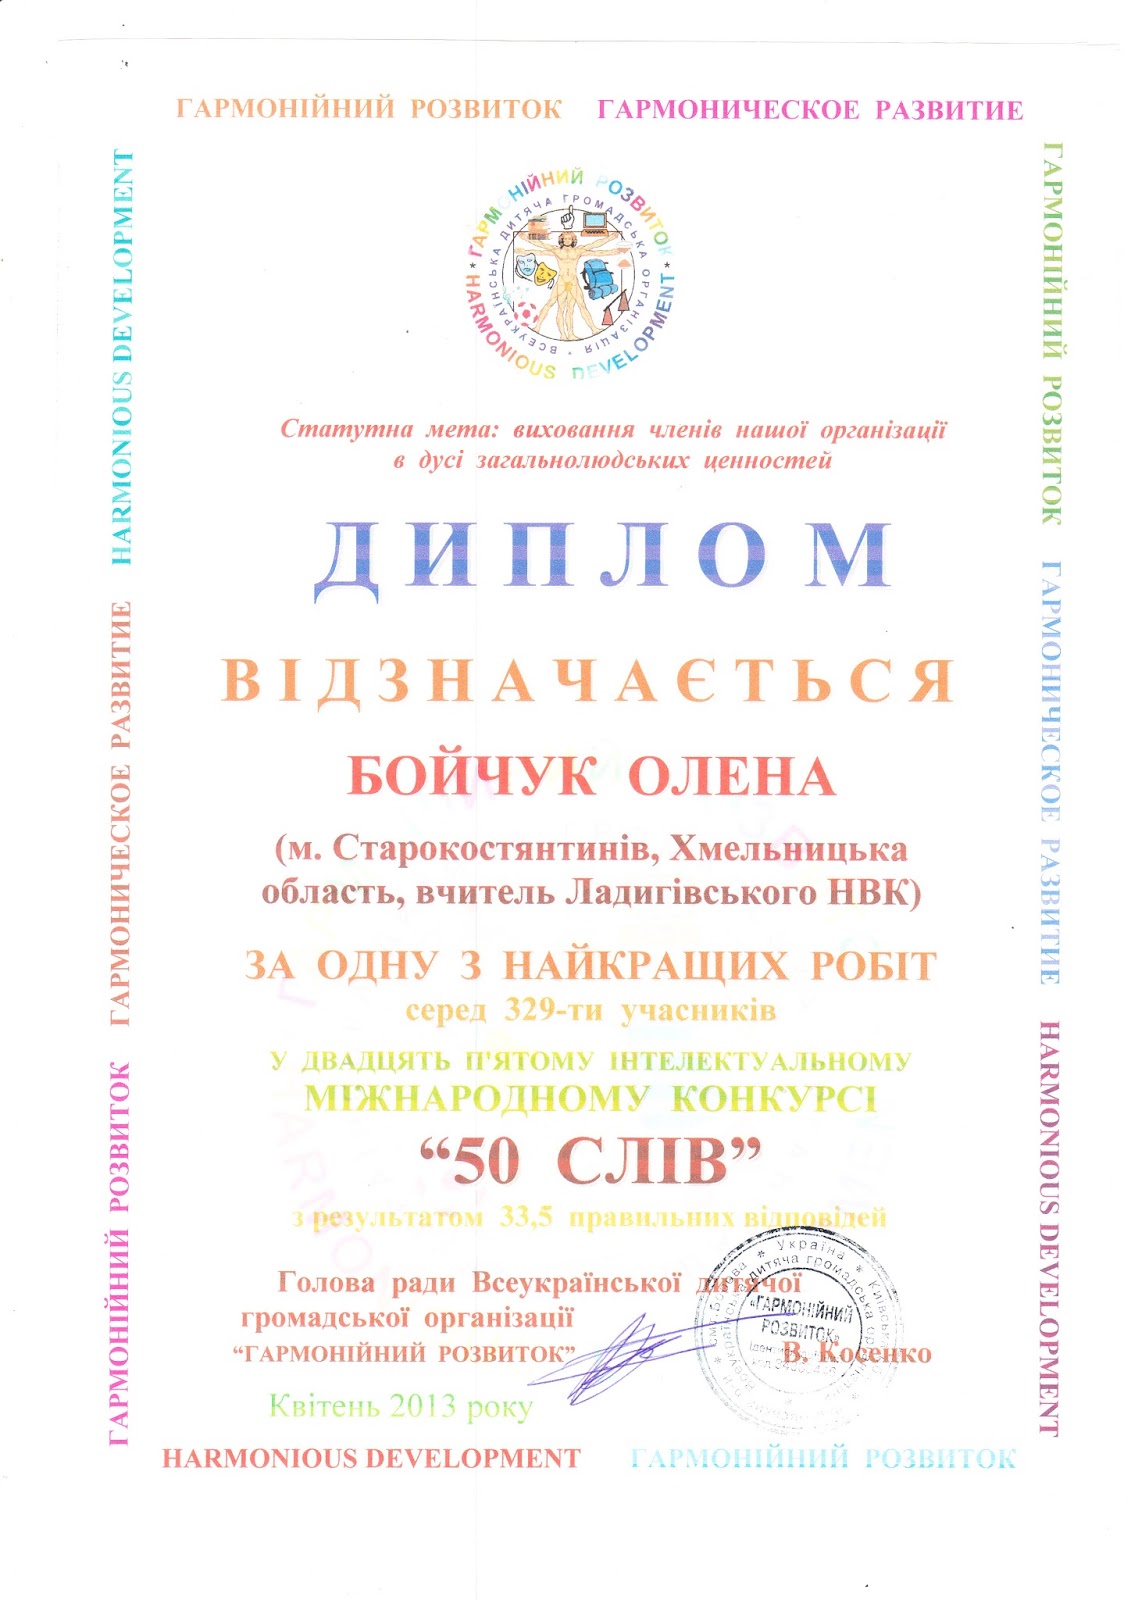 ГАРМОНІЙНИЙ РОЗВИТОК ГАРМОНИЧЕСКОЕ РАЗВИТИЕ
HARMONIOUS DEVELOPMENT
ГАРМОНИЧЕСКОЕ РАЗВИТИЕ
ГАРМОНІЙНИЙ РОЗВИТОК
ГАРМОНІЙНИЙ РОЗВИТОК
ГАРМОНИЧЕСКОЕ РАЗВИТИЕ
HARMONIOUS DEVELOPMENT
ГАРМОНІЙНИЙ РОЗВИТОК
ВСЕУКРАЇНСЬКА ДИТЯЧА ГРОМАДСЬКА ОРГАНІЗАЦІЯ
HARMONIOUS DEVELOPMENT
Статутна мета: виховання членів нашої організації
в дусі загальнолюдських ценностей
ДИПЛОМ
ВІДЗНАЧАЄТЬСЯ
БОЙЧУК ОЛЕНА
(м. Старокостянтинів, Хмельницька
область, вчитель Ладигівського НВК)
ЗА ОДНУ З НАЙКРАЩИХ РОБІТ
серед 329-ти учасників
У ДВАДЦЯТЬ П'ЯТОМУ ІНТЕЛЕКТУАЛЬНОМУ
МІЖНАРОДНОМУ КОНКУРСІ
“50 СЛІВ”
з результатом 33,5 правильних відповідей
Голова ради Всеукраїнської дитячої
громадської організації
“ГАРМОНІЙНИЙ РОЗВИТОК” В. Косенко
Україна
дитяча громадська
«ГАРМОНІЙНИЙ
РОЗВИТОК»
Квітень 2013 року
HARMONIOUS DEVELOPMENT ГАРМОНІЙНИЙ РОЗВИТОК